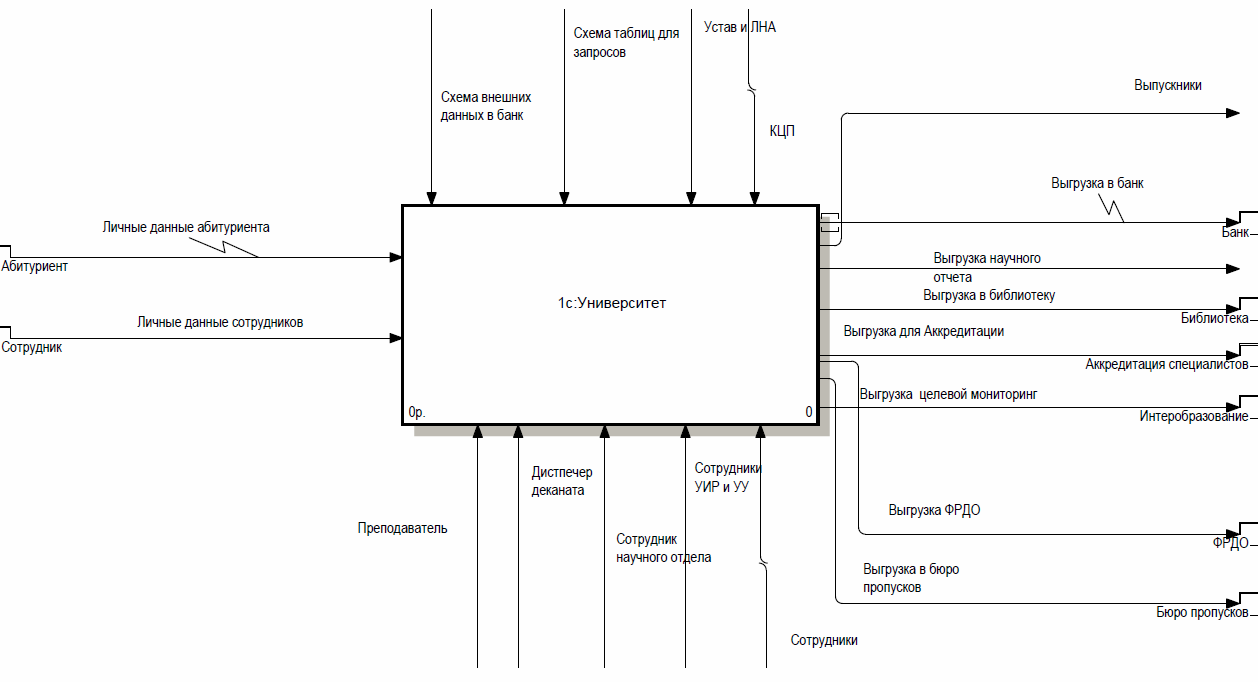 Схема таблиц для
запросов
Устав и ЛНА
Схема внешних
данных в банк
КЦП
Выпускники
Выгрузка в банк
Банк
Личные данные абитуриента
Абитуриент
Выгрузка научного
отчета
Выгрузка в библиотеку
Библиотека
1с:Университет
Личные данные сотрудников
Сотрудник
Выгрузка для Аккредитации
Аккредитация специалистов
Выгрузка целевой мониторинг
Интеробразование
0р.
0
Дистпечер
деканата
Сотрудники
УИР и УУ
Преподаватель
Сотрудник
научного отдела
Выгрузка ФРДО
ФРДО
Выгрузка в бюро
пропусков
Бюро пропусков
Сотрудники